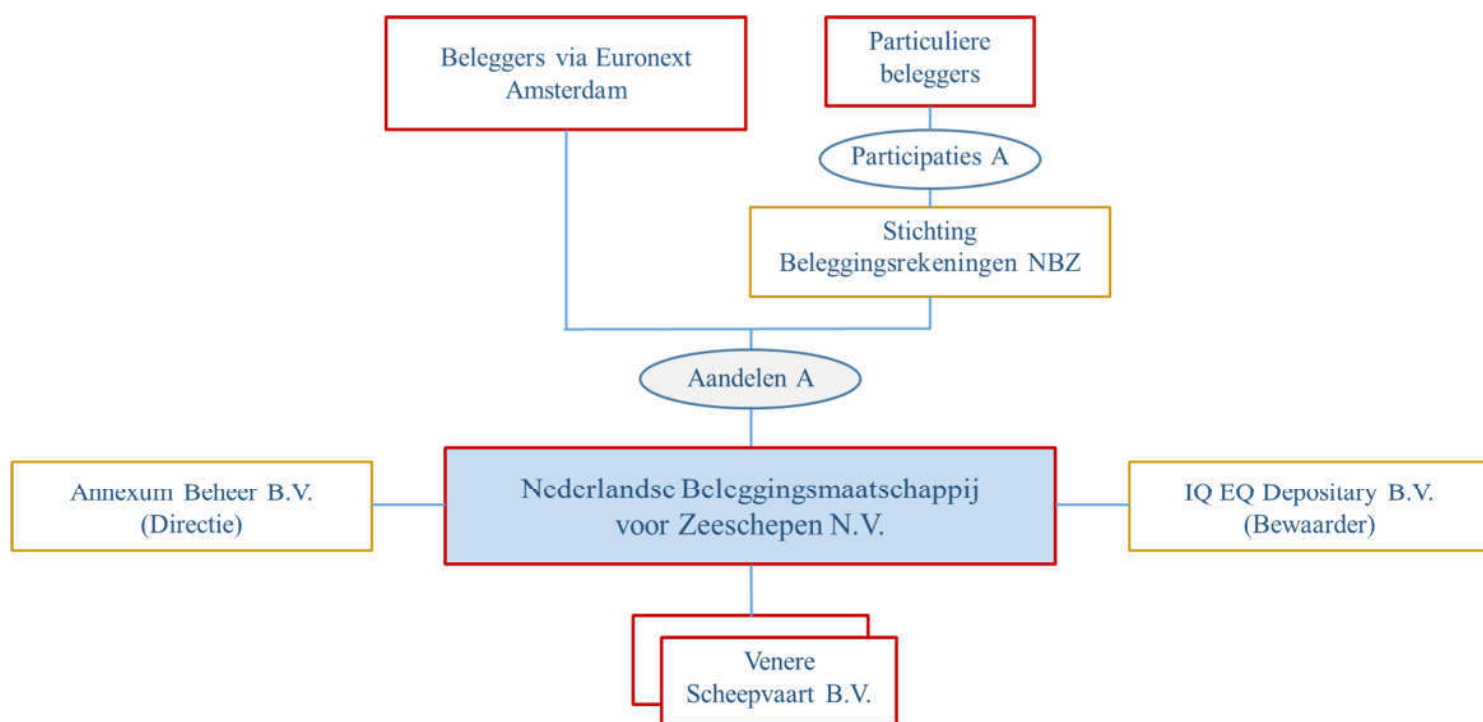 Beleggers via Euronext
Amsterdam
Particuliere
beleggers
Participaties A
Stichting
Beleggingsrekeningen NBZ
Aandelen A
Annexum Beheer B.V.
(Directie)
Nederlandse Beleggingsmaatschappij
voor Zeeschepen N.V.
IQ EQ Depositary B.V.
(Bewaarder)
Venere
Scheepvaart B.V.